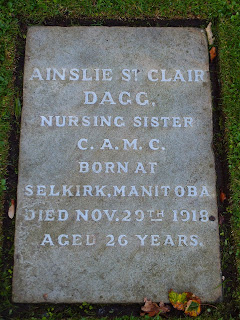 AINSLIE ST CLAIR
DAGG.
NURSING SISTER
C. A. M. C.
BORN AT
SELKIRK, MANITOBA
DIED NOV. 29TH 1918.
AGED 26 YEARS.